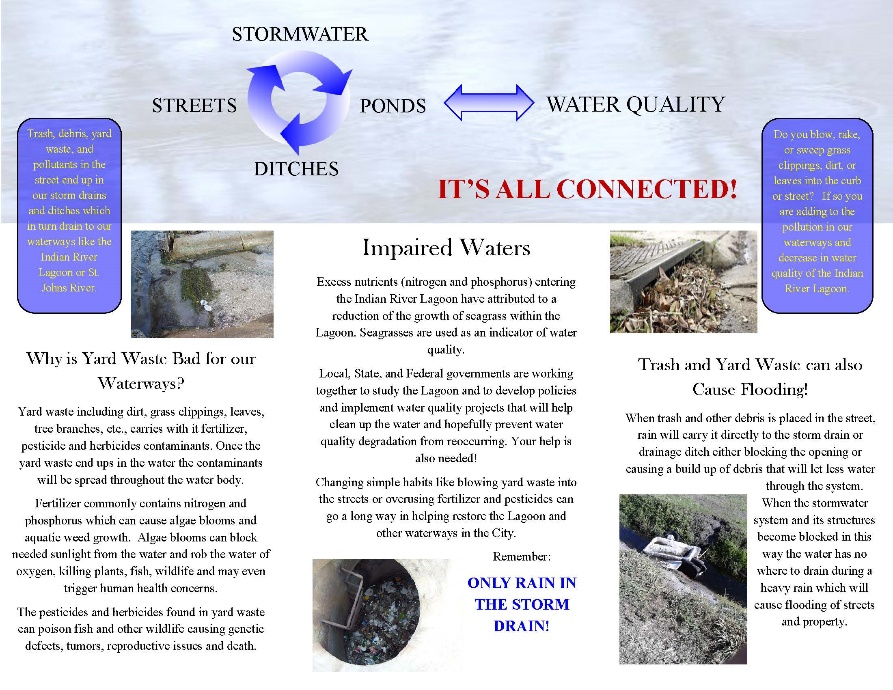 STORMWATER
STREETS
PONDS
WATER QUALITY
DITCHES
IT'S ALL CONNECTED!
Trash, debris, yard
waste, and
pollutants in the
street end up in
our storm drains
and ditches which
in turn drain to our
waterways like the
Indian River
Lagoon or St.
Johns River.
Do you blow, rake,
or sweep grass
clippings, dirt, or
leaves into the curb
or street?  If so you
are adding to the
pollution in our
waterways and
decrease in water
quality of the Indian
River Lagoon.
Why is Yard Waste Bad for our
Waterways?
Yard waste including dirt, grass clippings, leaves,
tree branches, etc., carries with it fertilizer,
pesticide and herbicides contaminants. Once the
yard waste end ups in the water the contaminants
will be spread throughout the water body.
Fertilizer commonly contains nitrogen and
phosphorus which can cause algae blooms and
aquatic weed growth.  Algae blooms can block
needed sunlight from the water and rob the water of
oxygen, killing plants, fish, wildlife and may even
trigger human health concerns.
The pesticides and herbicides found in yard waste
can poison fish and other wildlife causing genetic
defects, tumors, reproductive issues and death.
Impaired Waters
Excess nutrients (nitrogen and phosphorus) entering
the Indian River Lagoon have attributed to a
reduction of the growth of seagrass within the
Lagoon. Seagrasses are used as an indicator of water
quality.
Local, State, and Federal governments are working
together to study the Lagoon and to develop policies
and implement water quality projects that will help
clean up the water and hopefully prevent water
quality degradation from reoccurring. Your help is
also needed!
Changing simple habits like blowing yard waste into
the streets or overusing fertilizer and pesticides can
go a long way in helping restore the Lagoon and
other waterways in the City.
Remember:
ONLY RAIN IN
THE STORM
DRAIN!
Trash and Yard Waste can also
Cause Flooding!
When trash and other debris is placed in the street,
rain will carry it directly to the storm drain or
drainage ditch either blocking the opening or
causing a build up of debris that will let less water
through the system.
When the stormwater
system and its structures
become blocked in this
way the water has no
where to drain during a
heavy rain which will
cause flooding of streets
and property.